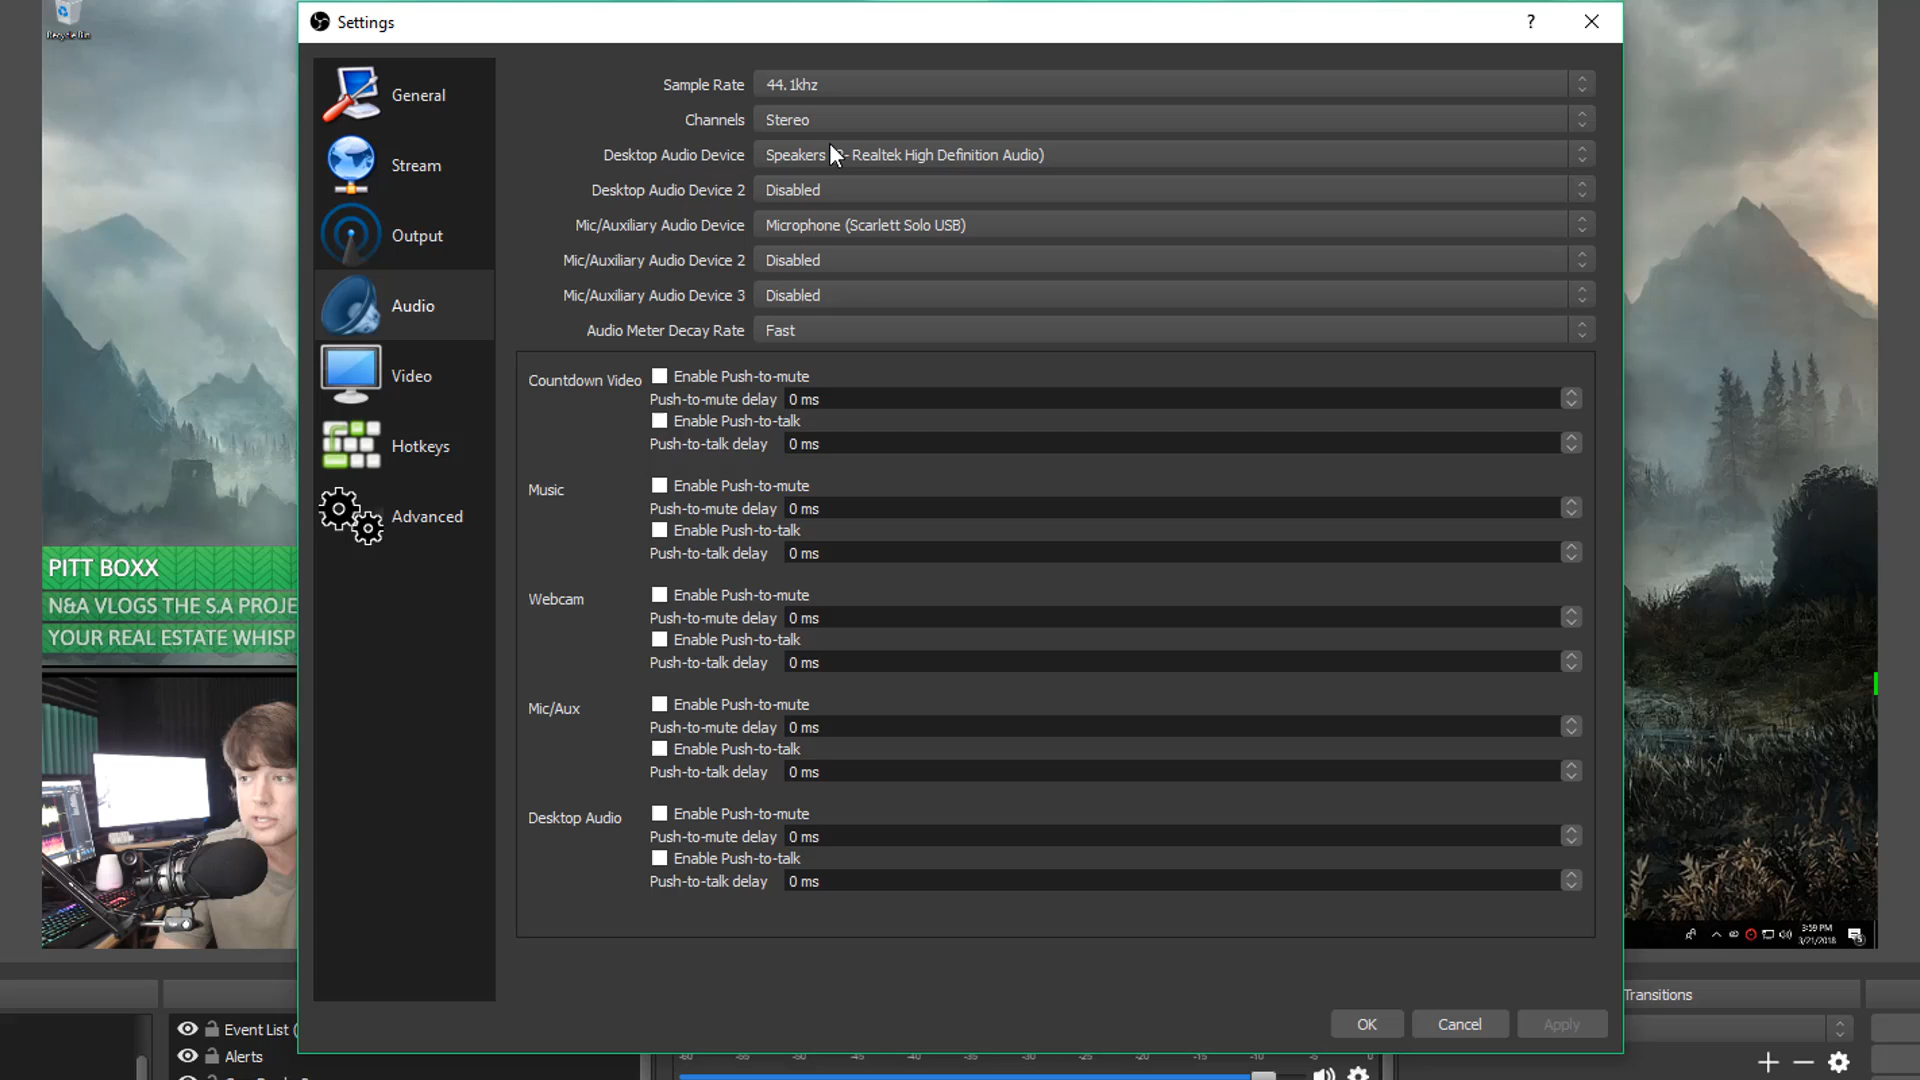 Recycle Bin
Settings
?
General
Stream
Output
Audio
Video
Hotkeys
Advanced
Sample Rate 44.1khz
Channels Stereo
Desktop Audio Device Speakers - Realtek High Definition Audio)
Desktop Audio Device 2 Disabled
Mic/Auxiliary Audio Device Microphone (Scarlett Solo USB)
Mic/Auxiliary Audio Device 2 Disabled
Mic/Auxiliary Audio Device 3 Disabled
Audio Meter Decay Rate Fast
Countdown Video Enable Push-to-mute
Push-to-mute delay 0 ms
Enable Push-to-talk
Push-to-talk delay 0 ms
Music Enable Push-to-mute
Push-to-mute delay 0 ms
Enable Push-to-talk
Push-to-talk delay 0 ms
Webcam Enable Push-to-mute
Push-to-mute delay 0 ms
Enable Push-to-talk
Push-to-talk delay 0 ms
Mic/Aux Enable Push-to-mute
Push-to-mute delay 0 ms
Enable Push-to-talk
Push-to-talk delay 0 ms
Desktop Audio Enable Push-to-mute
Push-to-mute delay 0 ms
Enable Push-to-talk
Push-to-talk delay 0 ms
OK Cancel Apply
PITT BOXX
N&A VLOGS THE S.A PROJE
YOUR REAL ESTATE WHISP
3:59 PM
3/21/2018
Transitions
Event List (
Alerts